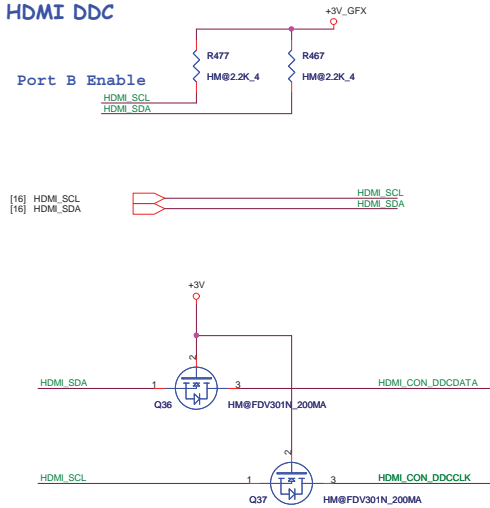 HDMI DDC
+3V_GFX
R477
R467
HM@2.2K_4
HM@2.2K_4
Port B Enable
HDMI_SCL
HDMI_SDA
[16] HDMI_SCL
[16] HDMI_SDA
HDMI_SCL
HDMI_SDA
+3V
2
HDMI_SDA
1
3
HDMI_CON_DDCDATA
Q36
HM@FDV301N_200MA
2
HDMI_SCL
1
3
HDMI_CON_DDCCLK
Q37
HM@FDV301N_200MA